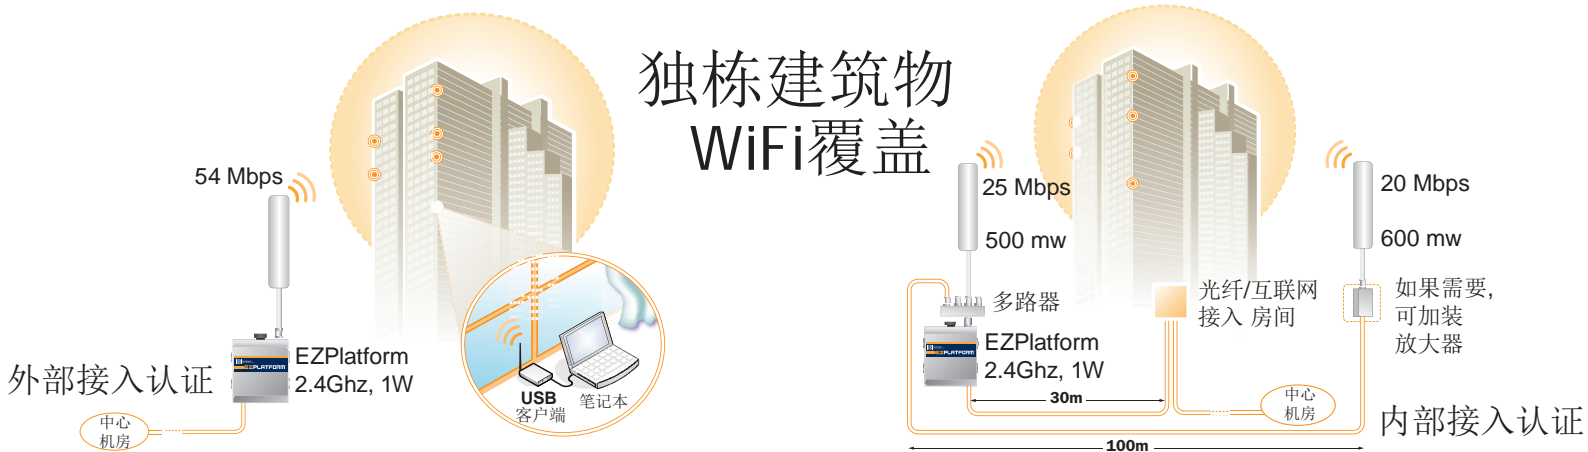 独栋建筑物
WiFi覆盖
54 Mbps
EZPlatform
2.4Ghz, 1W
PLATFORM
外部接入认证
中心
机房
USB
客户端
笔记本
25 Mbps
500 mw
多路器
EZPlatform
2.4Ghz, 1W
PLATFORM
光纤/互联网
接入 房间
20 Mbps
600 mw
如果需要,
可加装
放大器
30m
中心
机房
内部接入认证
100m